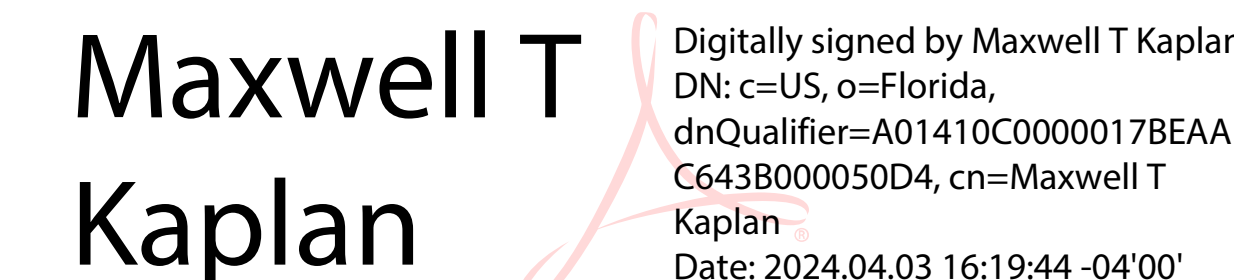 Maxwell T
Kaplan
Digitally signed by Maxwell T Kaplan
DN: c=US, o=Florida,
dnQualifier=A01410C0000017BEAA
C643B000050D4, cn=Maxwell T
Kaplan
Date: 2024.04.03 16:19:44 -04'00'
®